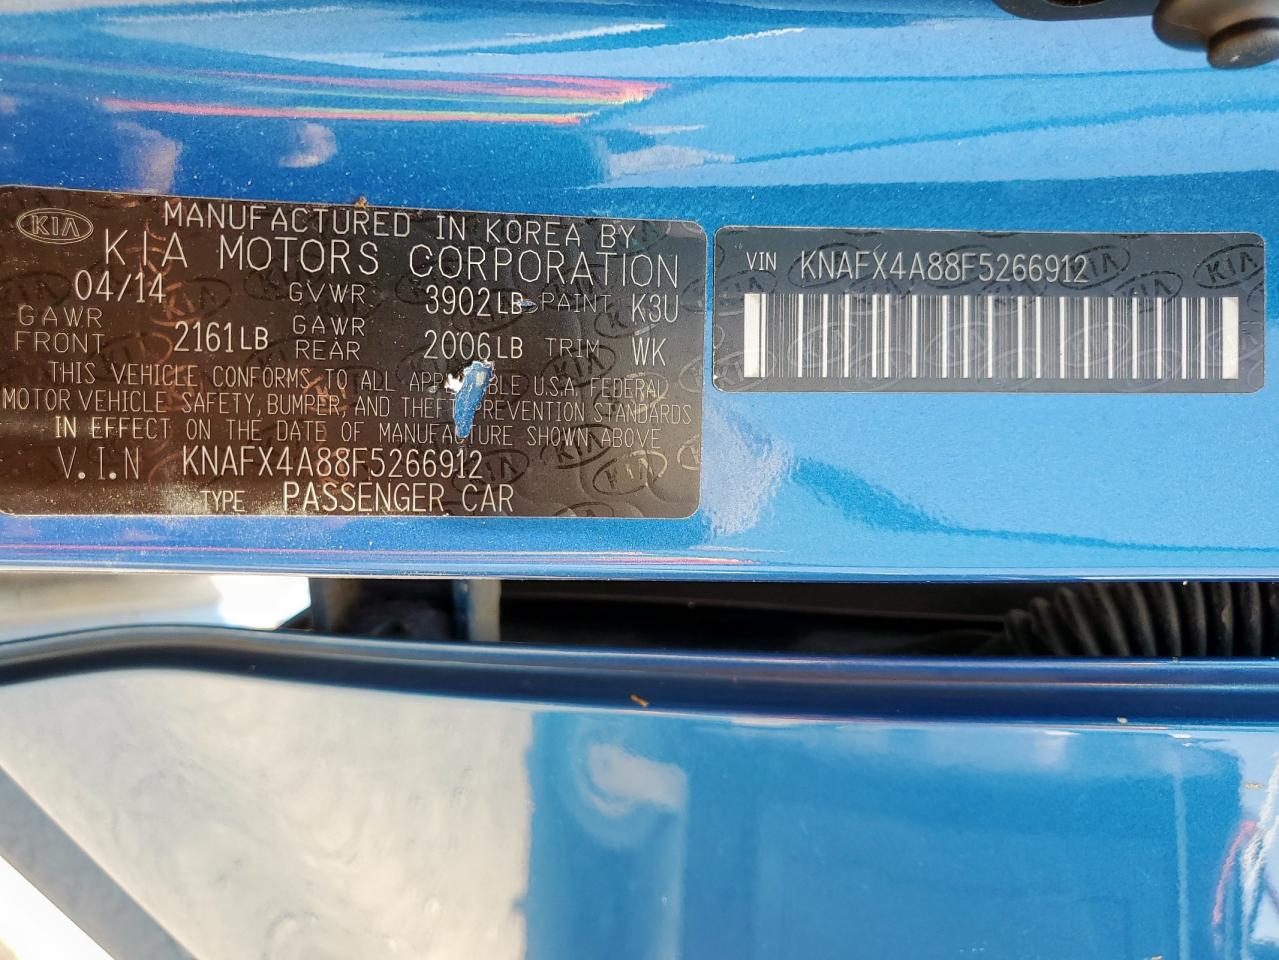 KIA
MANUFACTURED IN KOREA BY
KIA MOTORS CORPORATION
04/14 GVWR 3902LB PAINT K3U
GAWR FRONT 2161LB GAWR REAR 2006LB TRIM WK
THIS VEHICLE CONFORMS TO ALL U.S.A. FEDERAL
MOTOR VEHICLE SAFETY, BUMPER, AND THEFT PREVENTION STANDARDS
IN EFFECT ON THE DATE OF MANUFACTURE SHOWN ABOVE
V.I.N KNAFX4A88F5266912
TYPE PASSENGER CAR
VIN KNAFX4A88F5266912